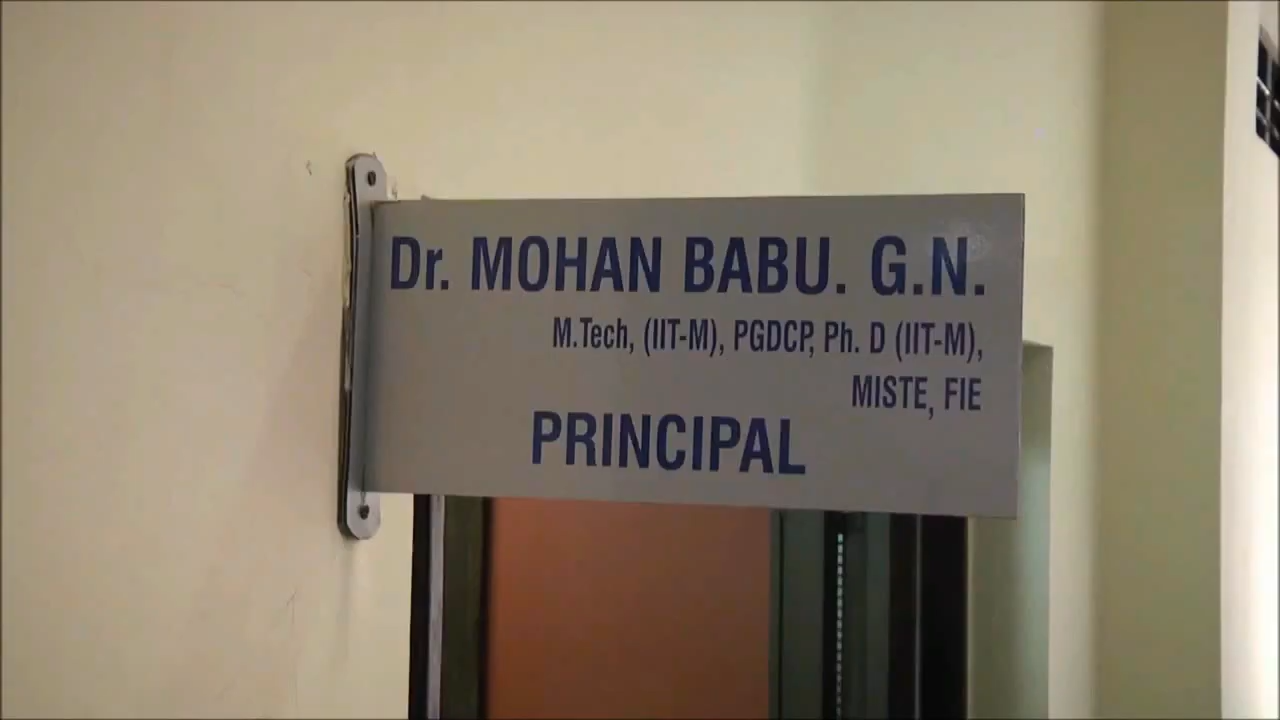 Dr. MOHAN BABU. G.N.
M.Tech, (IIT-M), PGDCP, Ph. D (IIT-M),
MISTE, FIE
PRINCIPAL